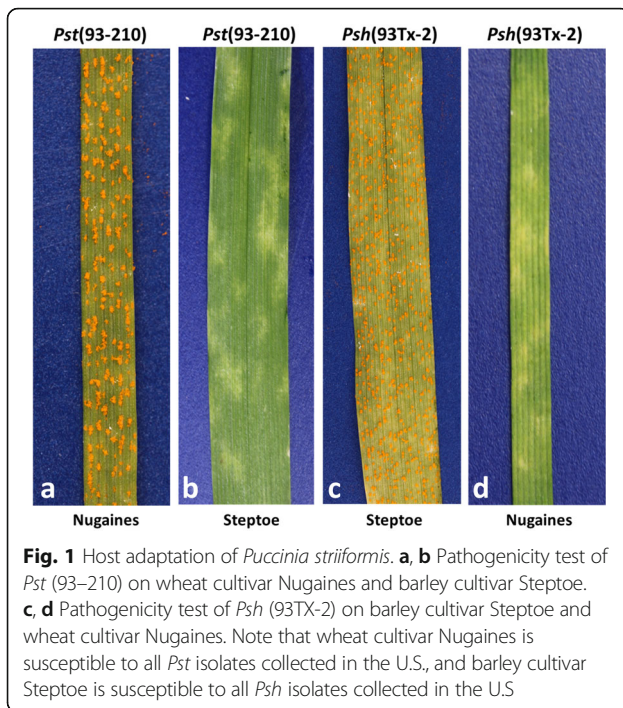 Pst(93-210) Pst(93-210) Psh(93Tx-2) Psh(93Tx-2)
a b c d
Nugaines Steptoe Steptoe Nugaines
Fig. 1 Host adaptation of Puccinia striiformis. a, b Pathogenicity test of
Pst (93–210) on wheat cultivar Nugaines and barley cultivar Steptoe.
c, d Pathogenicity test of Psh (93TX-2) on barley cultivar Steptoe and
wheat cultivar Nugaines. Note that wheat cultivar Nugaines is
susceptible to all Pst isolates collected in the U.S., and barley cultivar
Steptoe is susceptible to all Psh isolates collected in the U.S